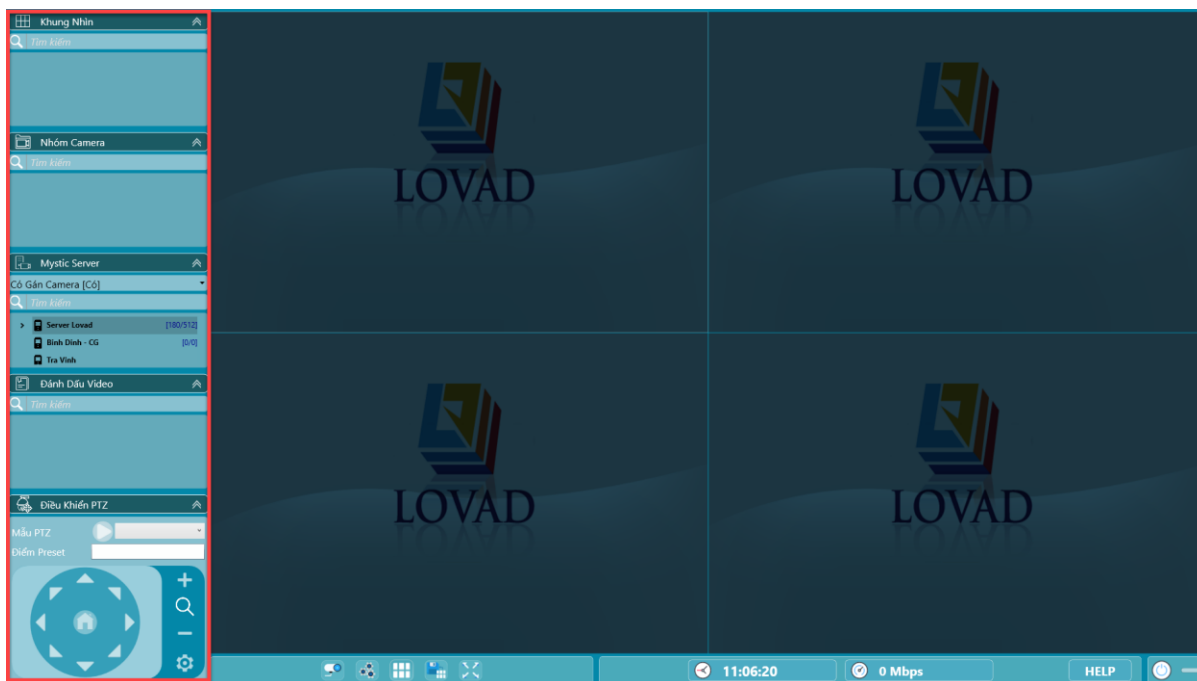 Khung Nhìn
Tìm kiếm
Nhóm Camera
Tìm kiếm
Mystic Server
Có Gán Camera [Có]
Tìm kiếm
Server Lovad [180/512]
Bình Dinh - CG [0/0]
Tra Vinh
Đánh Dấu Video
Tìm kiếm
Điều Khiển PTZ
Mẫu PTZ
Điểm Preset
LOVAD
LOVAD
LOVAD
LOVAD
11:06:20
0 Mbps
HELP